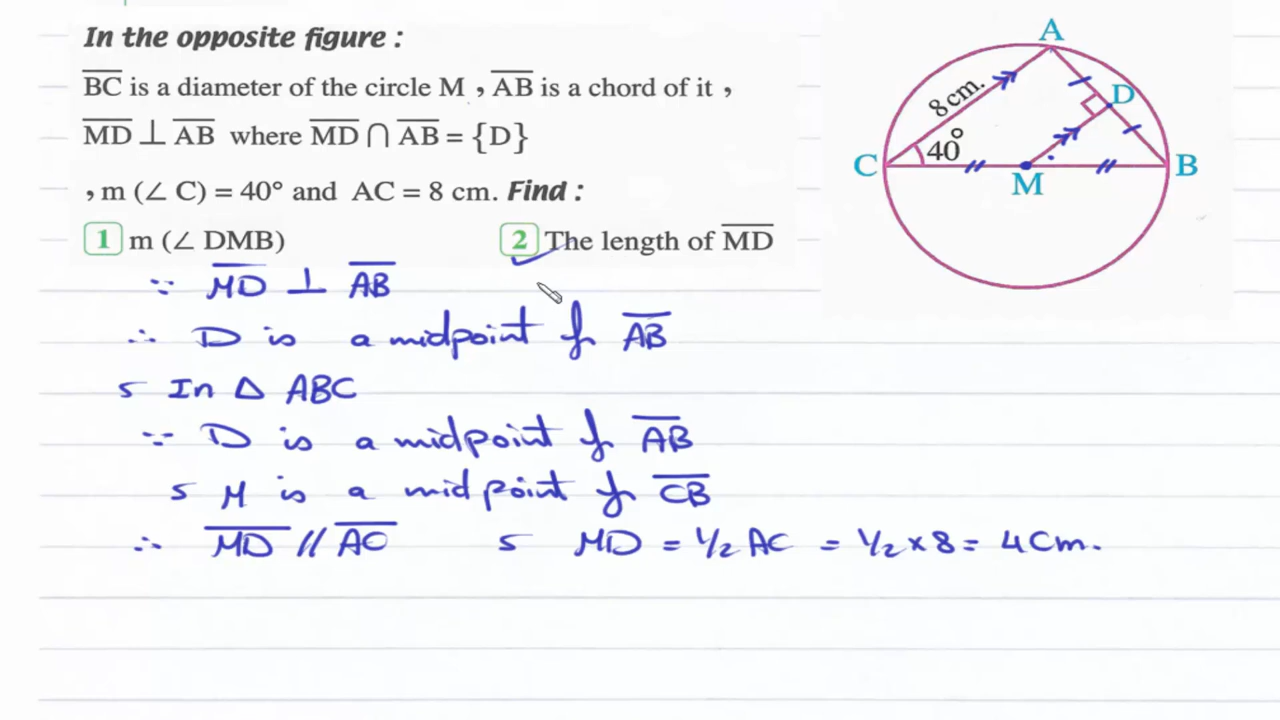 In the opposite figure :
BC is a diameter of the circle M , AB is a chord of it ,
MD ⊥ AB where MD ∩ AB = {D}
, m (∠ C) = 40° and AC = 8 cm. Find :
1 m (∠ DMB) 2 The length of MD
∵ MD ⊥ AB
∴ D is a midpoint of AB
, In Δ ABC
∵ D is a midpoint of AB
, M is a midpoint of CB
∴ MD // AC , MD = 1/2 AC = 1/2 × 8 = 4 Cm.
A
8 cm.
D
40°
C
M
B